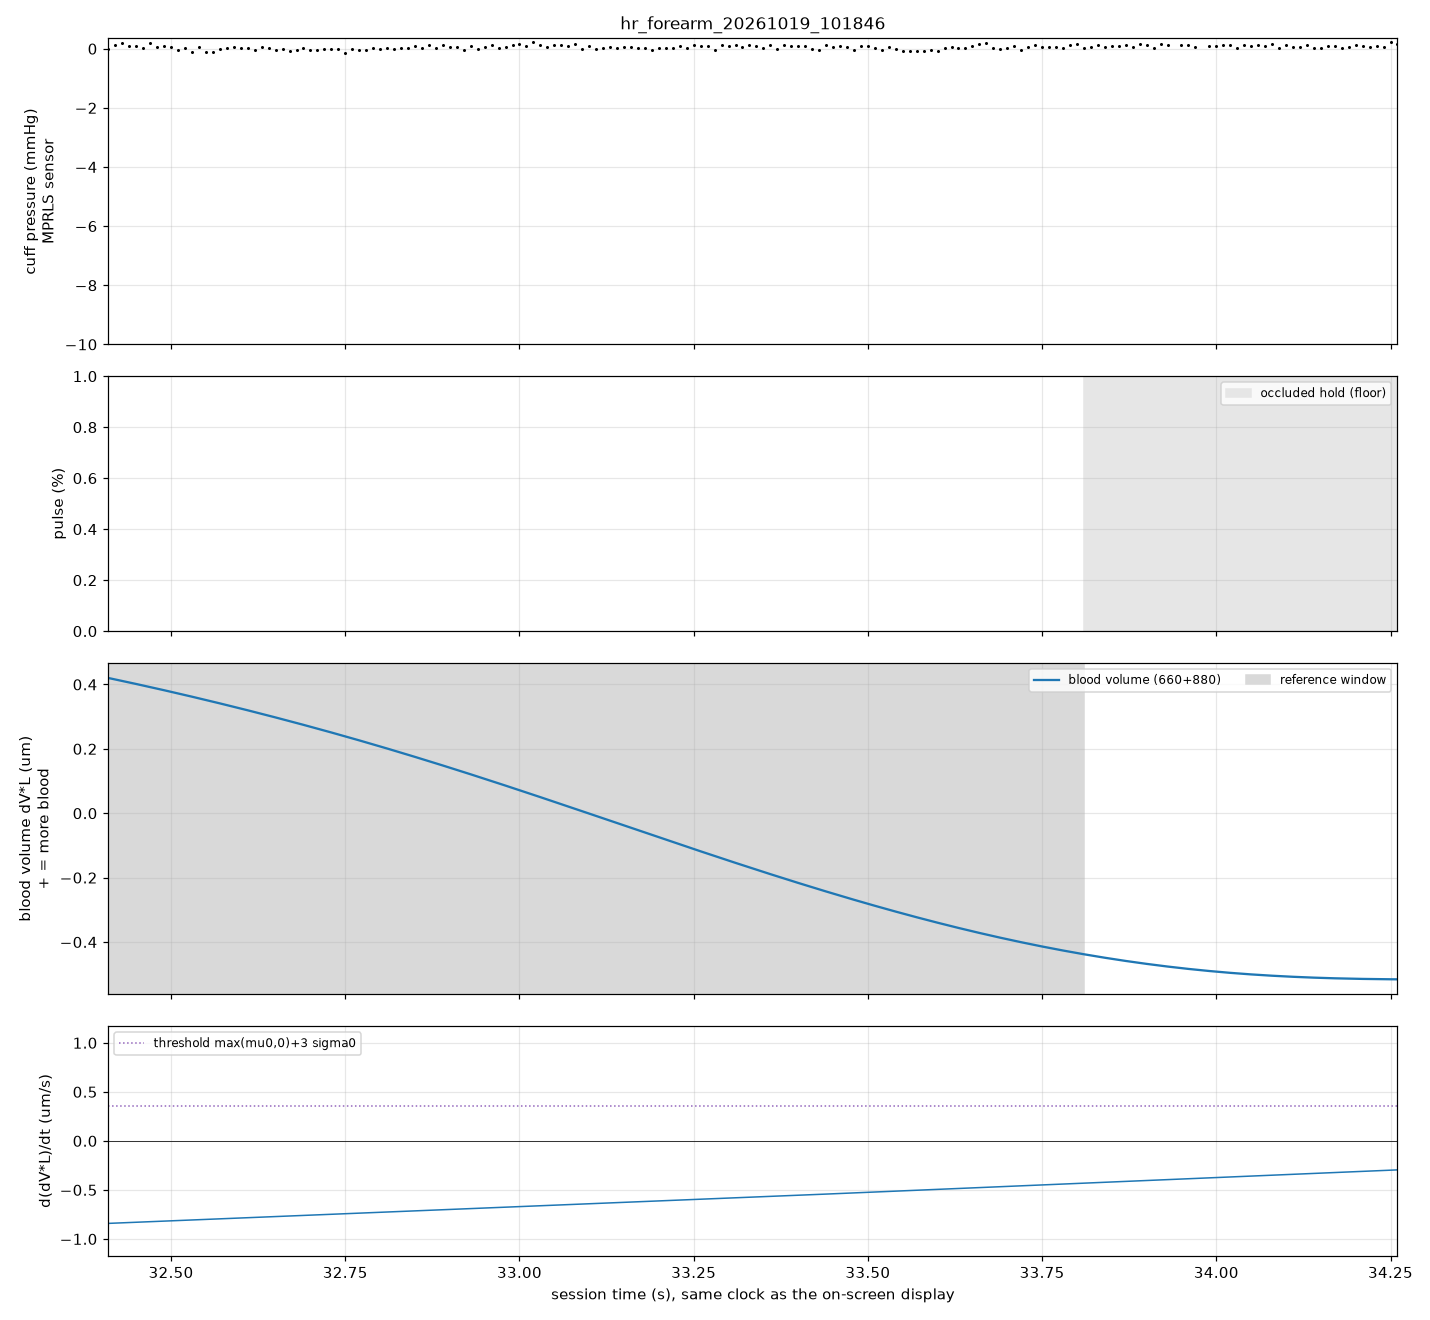 hr_forearm_20261019_101846
0
−2
−4
−6
−8
−10
cuff pressure (mmHg)
MPRLS sensor
1.0
0.8
0.6
0.4
0.2
0.0
pulse (%)
occluded hold (floor)
0.4
0.2
0.0
−0.2
−0.4
blood volume dV*L (um)
+ = more blood
blood volume (660+880)
reference window
1.0
0.5
0.0
−0.5
−1.0
d(dV*L)/dt (um/s)
threshold max(mu0,0)+3 sigma0
32.50 32.75 33.00 33.25 33.50 33.75 34.00 34.25
session time (s), same clock as the on-screen display